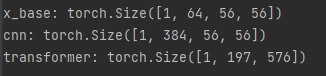 x_base: torch.Size([1, 64, 56, 56])
cnn: torch.Size([1, 384, 56, 56])
transformer: torch.Size([1, 197, 576])